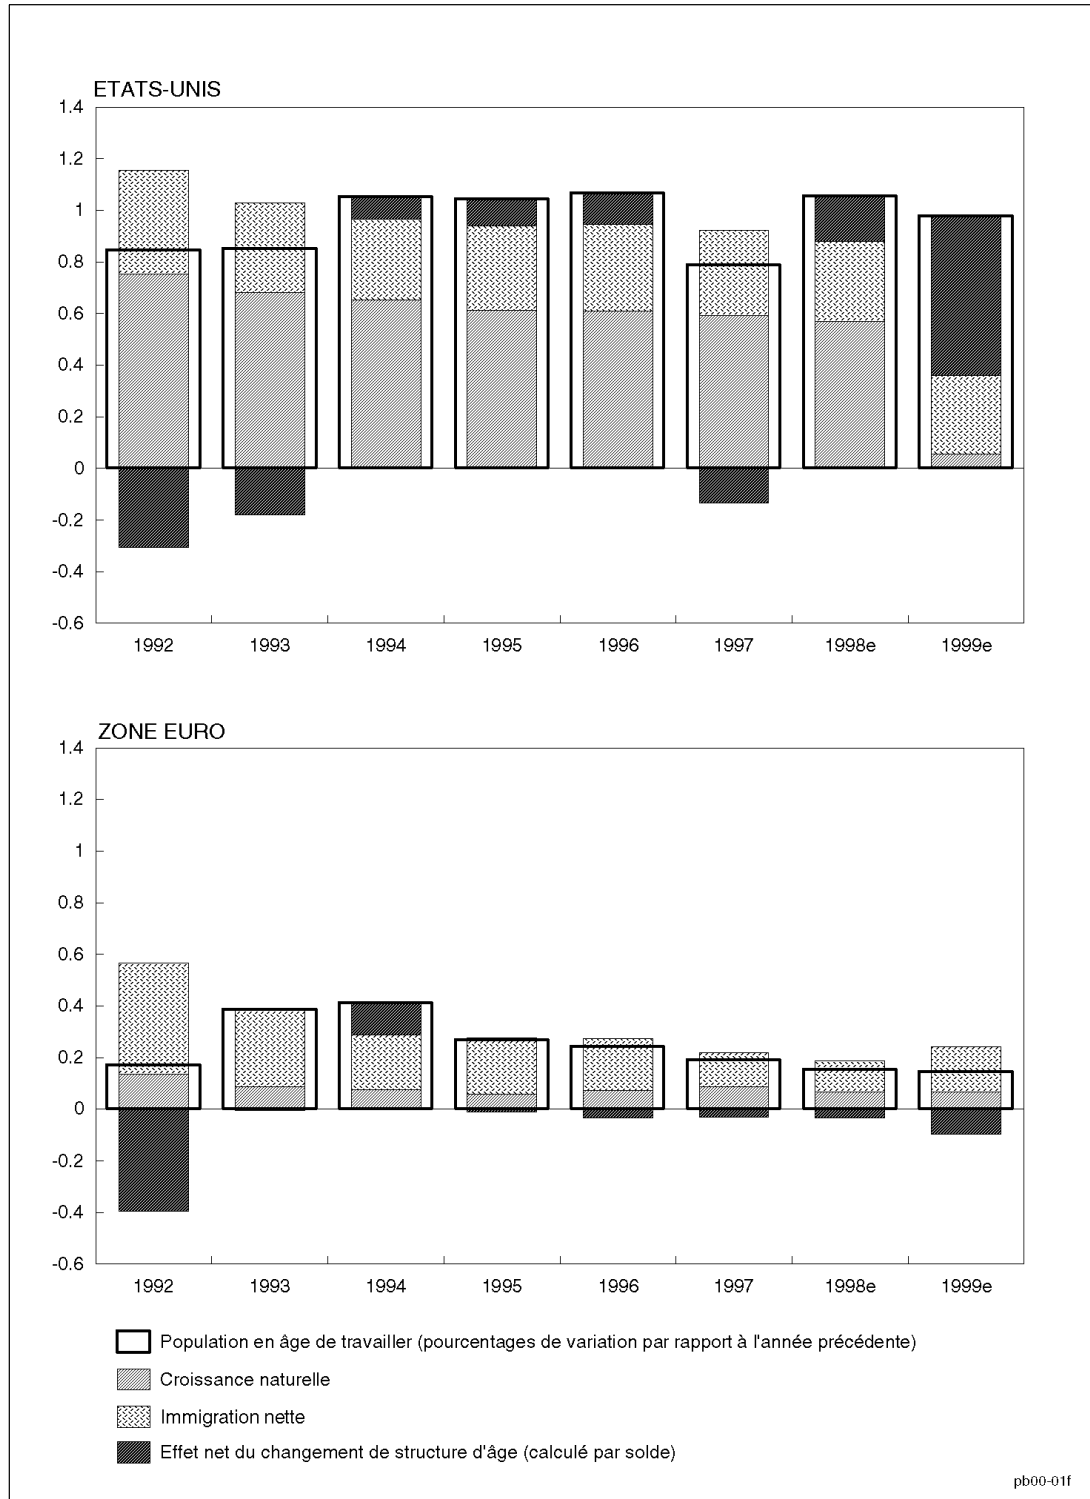 ETATS-UNIS
1.4
1.2
1
0.8
0.6
0.4
0.2
0
-0.2
-0.4
-0.6
1992 1993 1994 1995 1996 1997 1998e 1999e
ZONE EURO
1.4
1.2
1
0.8
0.6
0.4
0.2
0
-0.2
-0.4
-0.6
1992 1993 1994 1995 1996 1997 1998e 1999e
Population en âge de travailler (pourcentages de variation par rapport à l'année précédente)
Croissance naturelle
Immigration nette
Effet net du changement de structure d'âge (calculé par solde)
pb00-01f